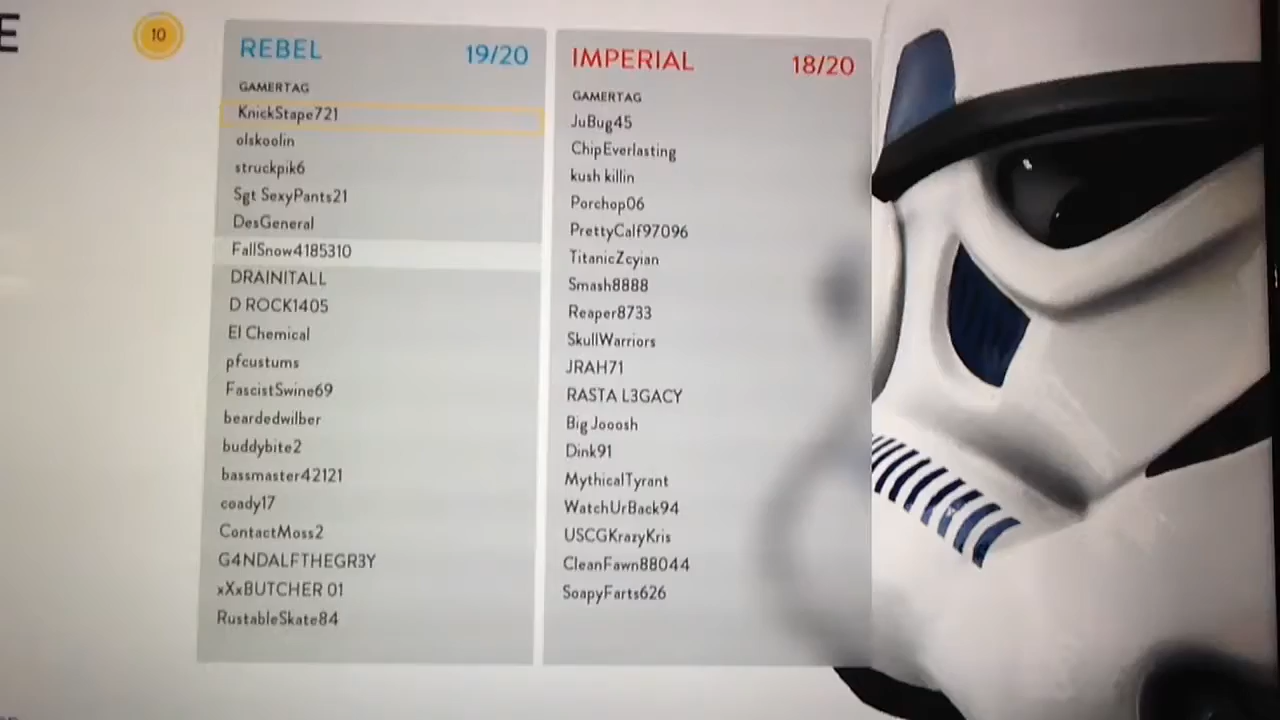 E
10
REBEL 19/20
GAMERTAG
KnickStape721
olskoolin
struckpik6
Sgt SexyPants21
DesGeneral
FallSnow4185310
DRAINITALL
D ROCK1405
El Chemical
pfcustums
FascistSwine69
beardedwilber
buddybite2
bassmaster42121
coady17
ContactMoss2
G4NDALFTHEGR3Y
xXxBUTCHER 01
RustableSkate84
IMPERIAL 18/20
GAMERTAG
JuBug45
ChipEverlasting
kush killin
Porchop06
PrettyCalf97096
TitanicZcyian
Smash8888
Reaper8733
SkullWarriors
JRAH71
RASTA L3GACY
Big Jooosh
Dink91
MythicalTyrant
WatchUrBack94
USCGKrazyKris
CleanFawn88044
SoapyFarts626